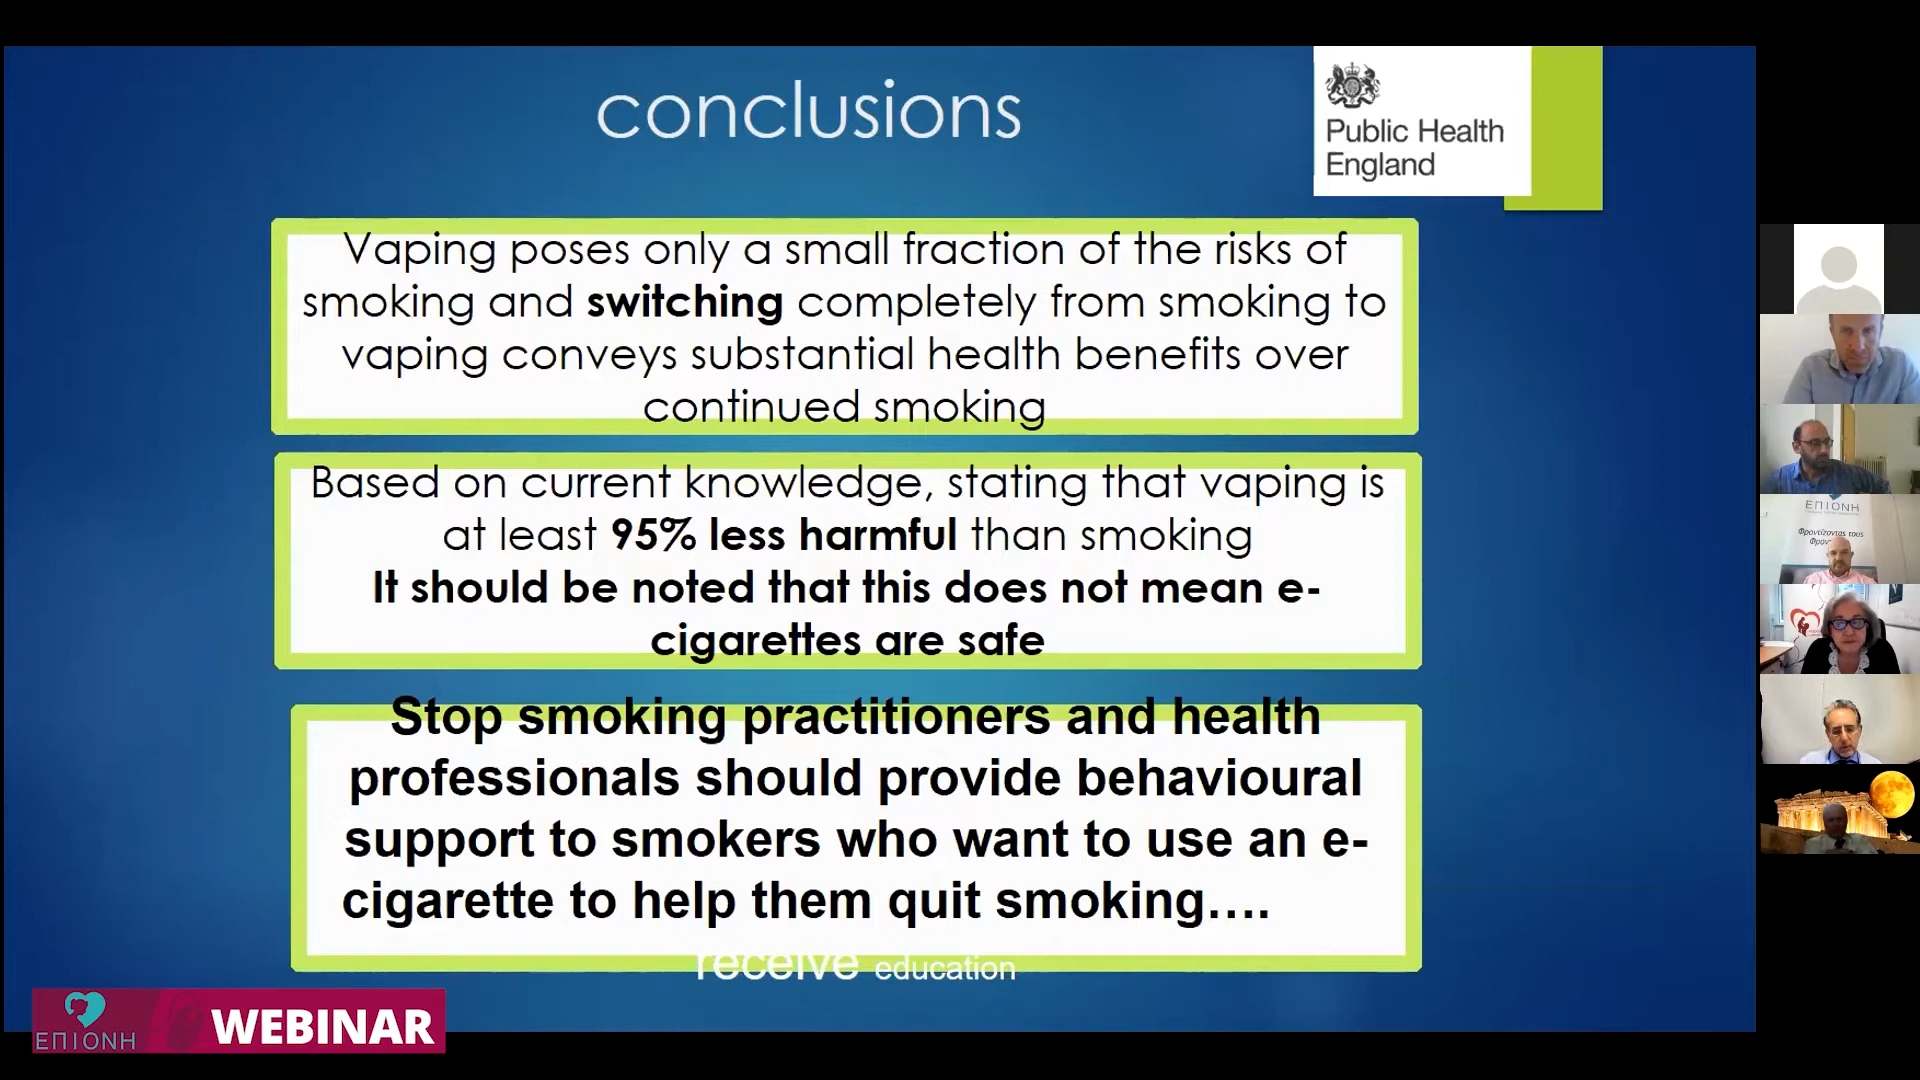 conclusions
Public Health
England
Vaping poses only a small fraction of the risks of
smoking and switching completely from smoking to
vaping conveys substantial health benefits over
continued smoking
Based on current knowledge, stating that vaping is
at least 95% less harmful than smoking
It should be noted that this does not mean e-
cigarettes are safe
Stop smoking practitioners and health
professionals should provide behavioural
support to smokers who want to use an e-
cigarette to help them quit smoking….
receive education
ΕΠΙΟΝΗ
WEBINAR
ΕΠΙΟΝΗ
Φροντίζοντας τους